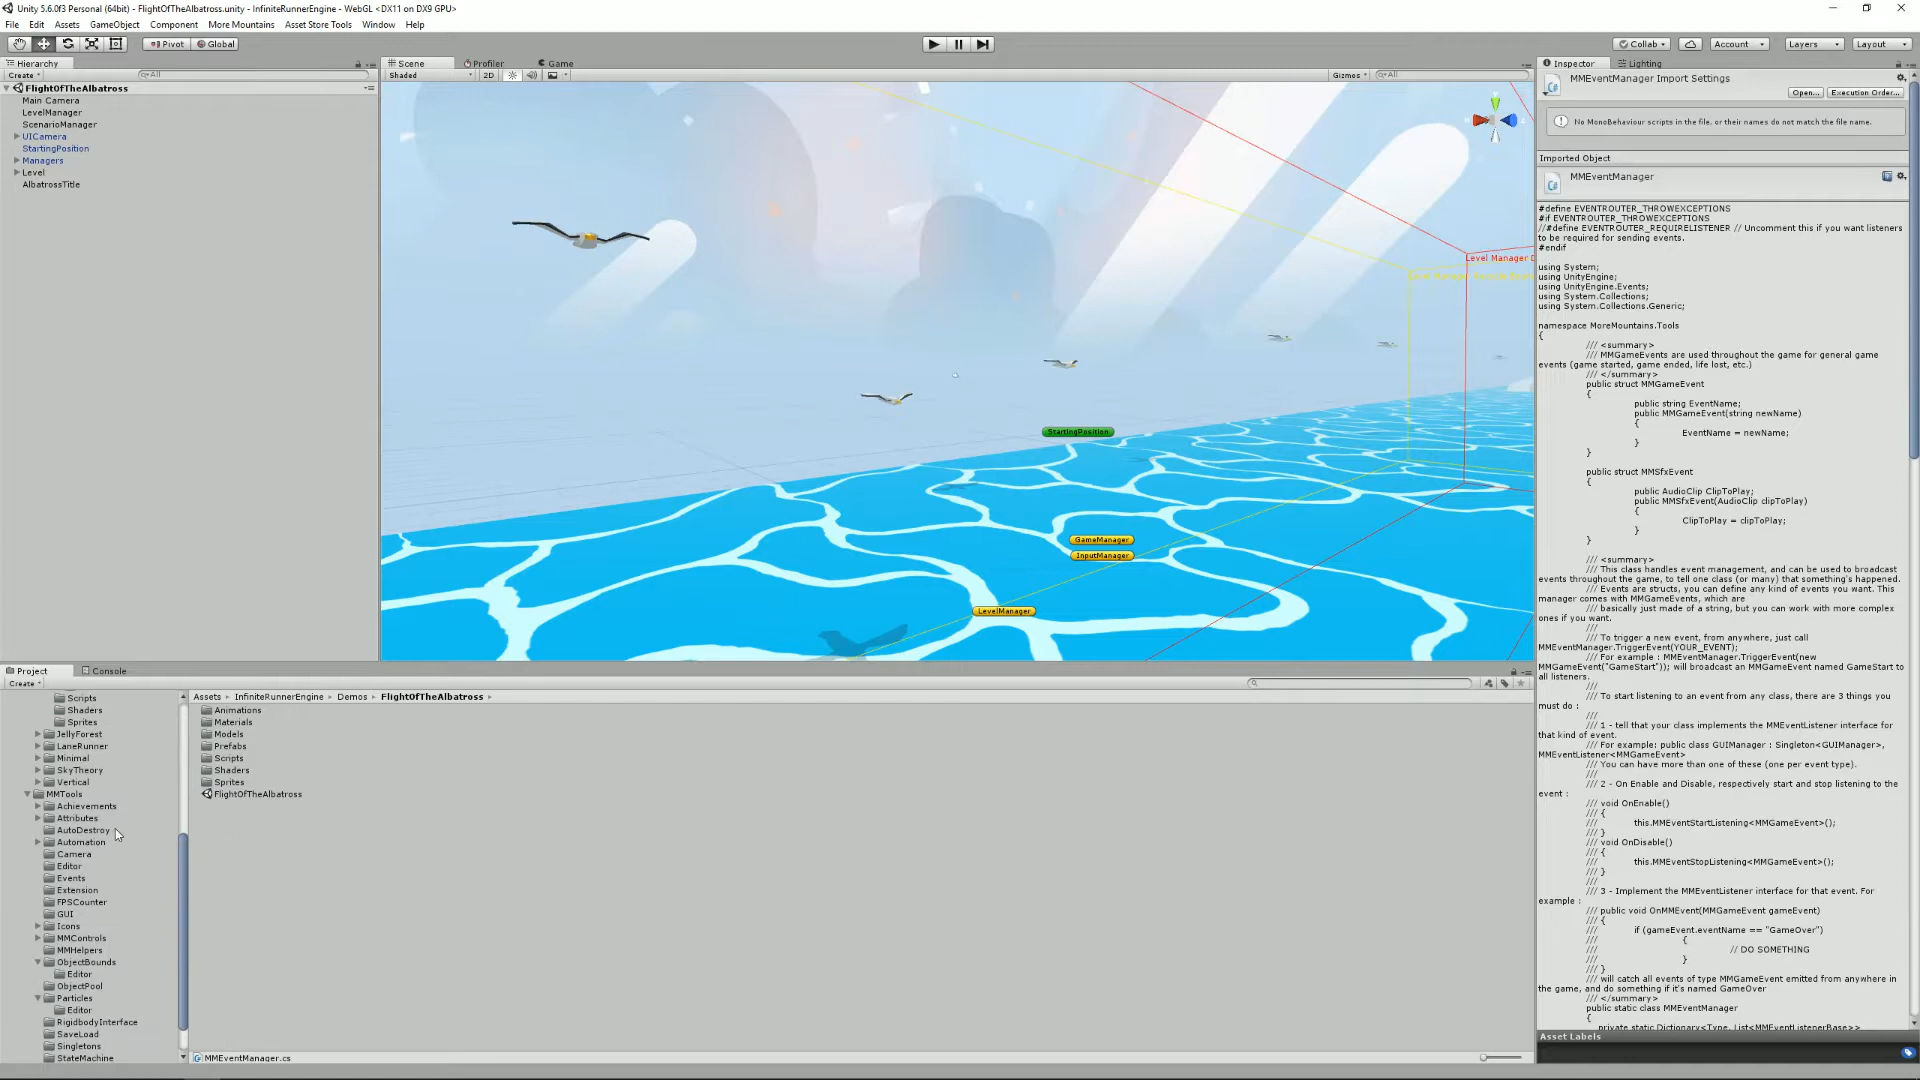 Unity 5.6.0f3 Personal (64bit) - FlightOfTheAlbatross.unity - InfiniteRunnerEngine - WebGL <DX11 on DX9 GPU>
File Edit Assets GameObject Component More Mountains Asset Store Tools Window Help
Pivot Global Collab Account Layers Layout
Hierarchy
Create All
FlightOfTheAlbatross
Main Camera
LevelManager
ScenarioManager
UICamera
StartingPosition
Managers
Level
AlbatrossTitle
Scene Profiler Game
Shaded 2D Gizmos All
Level Manager D
StartingPosition
GameManager
InputManager
LevelManager
Inspector Lighting
MMEventManager Import Settings
Open... Execution Order...
No MonoBehaviour scripts in the file, or their names do not match the file name.
Imported Object
MMEventManager
#define EVENTROUTER_THROWEXCEPTIONS
#if EVENTROUTER_THROWEXCEPTIONS
//#define EVENTROUTER_REQUIRELISTENER // Uncomment this if you want listeners
to be required for sending events.
#endif
using System;
using UnityEngine;
using UnityEngine.Events;
using System.Collections;
using System.Collections.Generic;
namespace MoreMountains.Tools
{
/// <summary>
/// MMGameEvents are used throughout the game for general game
events (game started, game ended, life lost, etc.)
/// </summary>
public struct MMGameEvent
{
public string EventName;
public MMGameEvent(string newName)
{
EventName = newName;
}
}
public struct MMSfxEvent
{
public AudioClip ClipToPlay;
public MMSfxEvent(AudioClip clipToPlay)
{
ClipToPlay = clipToPlay;
}
}
/// <summary>
/// This class handles event management, and can be used to broadcast
events throughout the game, to tell one class (or many) that something's happened.
/// Events are structs, you can define any kind of events you want. This
manager comes with MMGameEvents, which are
/// basically just made of a string, but you can work with more complex
ones if you want.
///
/// To trigger a new event, from anywhere, just call
MMEventManager.TriggerEvent(YOUR_EVENT);
/// For example : MMEventManager.TriggerEvent(new
MMGameEvent("GameStart")); will broadcast an MMGameEvent named GameStart to
all listeners.
///
/// To start listening to an event from any class, there are 3 things you
must do :
///
/// 1 - tell that your class implements the MMEventListener interface for
that kind of event.
/// For example: public class GUIManager : Singleton<GUIManager>,
MMEventListener<MMGameEvent>
/// You can have more than one of these (one per event type).
///
/// 2 - On Enable and Disable, respectively start and stop listening to the
event :
/// void OnEnable()
/// {
/// this.MMEventStartListening<MMGameEvent>();
/// }
/// void OnDisable()
/// {
/// this.MMEventStopListening<MMGameEvent>();
/// }
///
/// 3 - Implement the MMEventListener interface for that event. For
example :
/// public void OnMMEvent(MMGameEvent gameEvent)
/// {
/// if (gameEvent.eventName == "GameOver")
/// {
/// // DO SOMETHING
/// }
/// }
/// will catch all events of type MMGameEvent emitted from anywhere in
the game, and do something if it's named GameOver
/// </summary>
public static class MMEventManager
{
private static Dictionary<Type, List<MMEventListenerBase>>
Asset Labels
Project Console
Create
Scripts
Shaders
Sprites
JellyForest
LaneRunner
Minimal
SkyTheory
Vertical
MMTools
Achievements
Attributes
AutoDestroy
Automation
Camera
Editor
Events
Extension
FPSCounter
GUI
Icons
MMControls
MMHelpers
ObjectBounds
Editor
ObjectPool
Particles
Editor
RigidbodyInterface
SaveLoad
Singletons
StateMachine
Assets InfiniteRunnerEngine Demos FlightOfTheAlbatross
Animations
Materials
Models
Prefabs
Scripts
Shaders
Sprites
FlightOfTheAlbatross
MMEventManager.cs